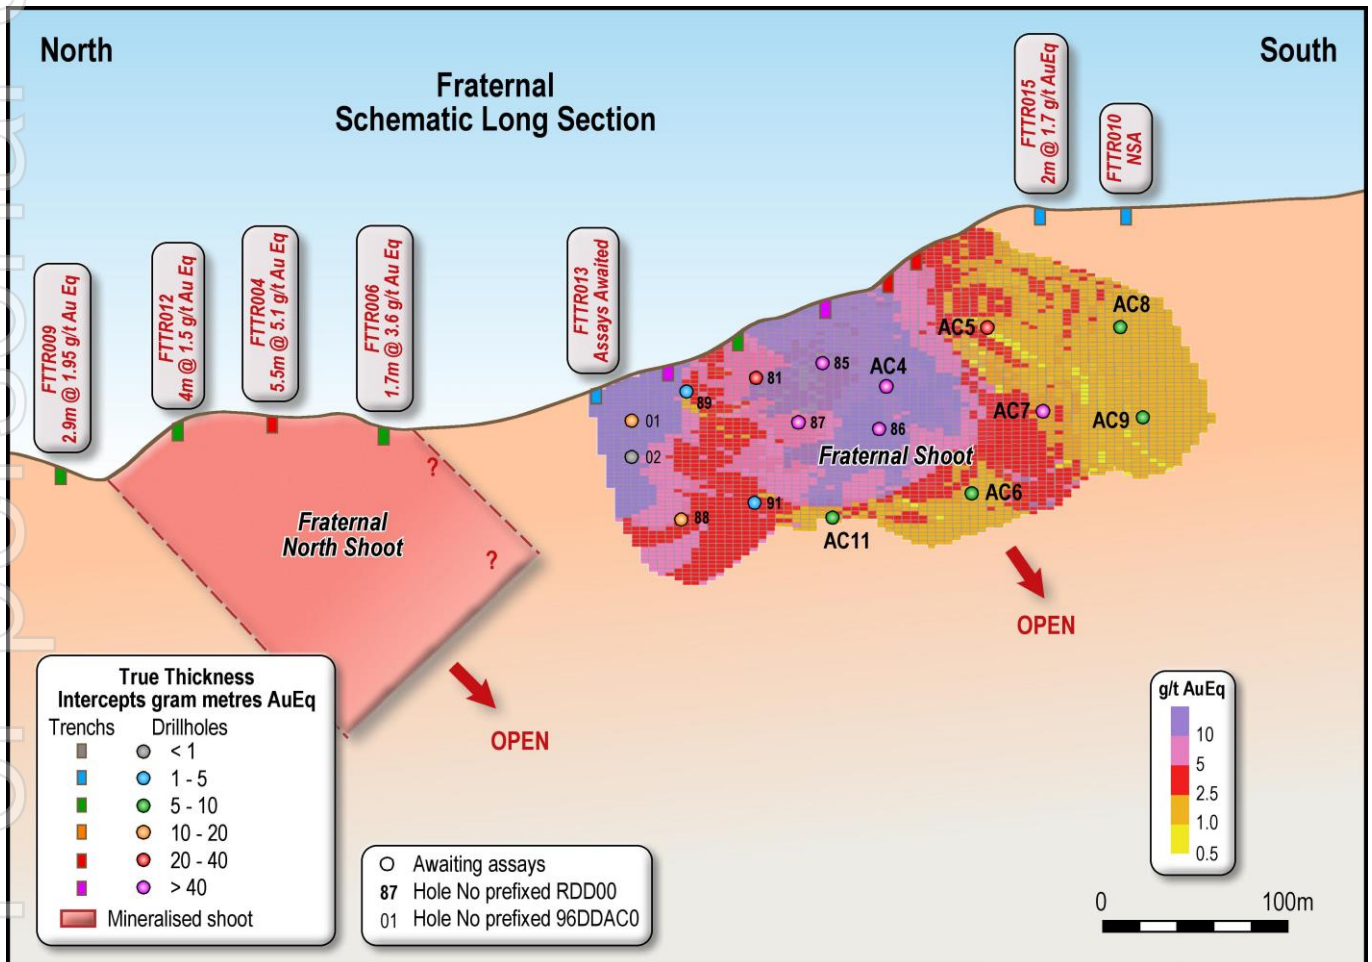 North
South
Fraternal
Schematic Long Section
FTTR009
2.9m @ 1.95 g/t Au Eq
FTTR012
4m @ 1.5 g/t Au Eq
FTTR004
5.5m @ 5.1 g/t Au Eq
FTTR006
1.7m @ 3.6 g/t Au Eq
FTTR013
Assays Awaited
FTTR015
2m @ 1.7 g/t AuEq
FTTR010
NSA
AC5
AC8
85
AC4
81
89
01
87
86
AC7
AC9
02
Fraternal Shoot
?
88
91
AC6
AC11
Fraternal
North Shoot
?
OPEN
OPEN
True Thickness
Intercepts gram metres AuEq
Trenchs Drillholes
< 1
1 - 5
5 - 10
10 - 20
20 - 40
> 40
Mineralised shoot
Awaiting assays
87 Hole No prefixed RDD00
01 Hole No prefixed 96DDAC0
g/t AuEq
10
5
2.5
1.0
0.5
0 100m